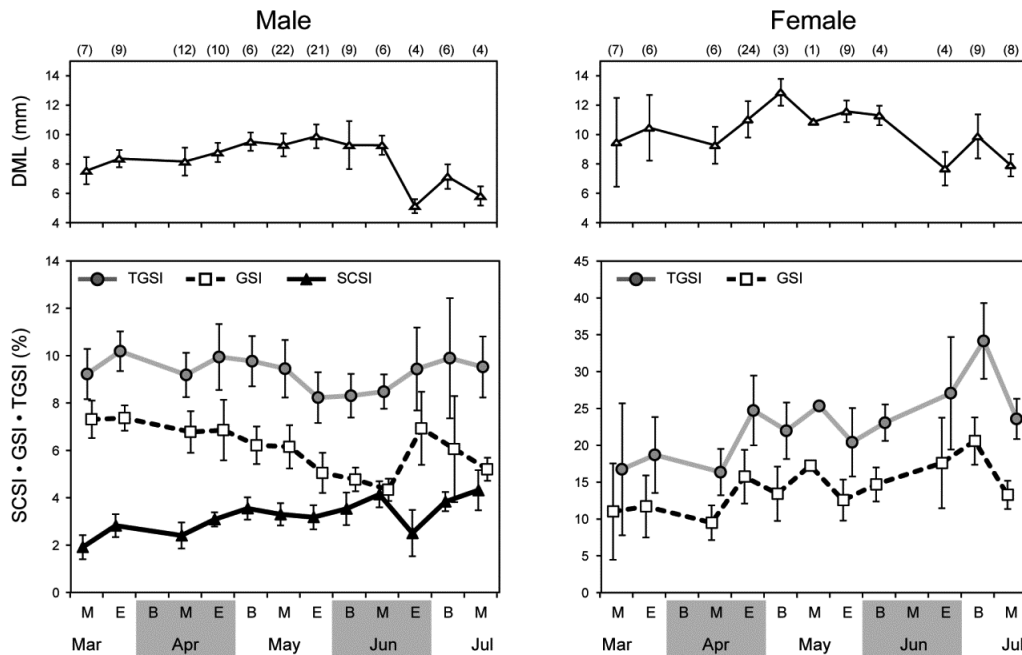 Male
(7) (9) (12) (10) (6) (22) (21) (9) (6) (4) (6) (4)
DML (mm)
14
12
10
8
6
4
SCSI • GSI • TGSI (%)
14
12
10
8
6
4
2
0
TGSI GSI SCSI
M E B M E B M E B M E B M
Mar Apr May Jun Jul
Female
(7) (6) (6) (24) (3) (1) (9) (4) (4) (9) (8)
14
12
10
8
6
4
45
40
35
30
25
20
15
10
5
0
TGSI GSI
M E B M E B M E B M E B M
Mar Apr May Jun Jul